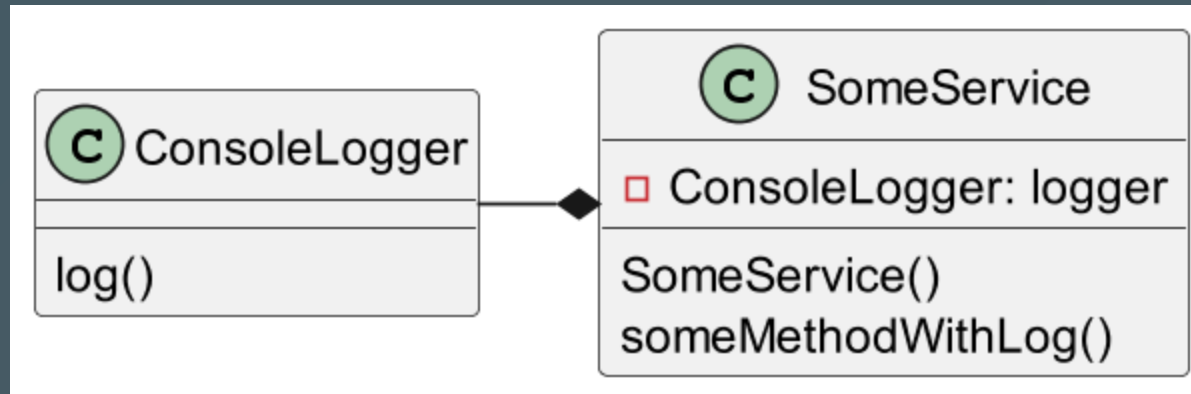 C ConsoleLogger
log()
C SomeService
ConsoleLogger: logger
SomeService()
someMethodWithLog()